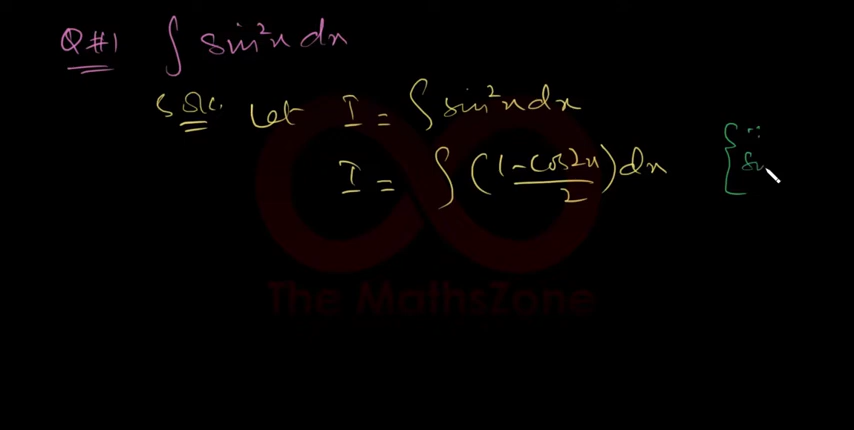 Q#1 ∫ sin²x dx
Sol. Let I = ∫ sin²x dx
I = ∫ (1-cos2x/2) dx { ∵
The MathsZone